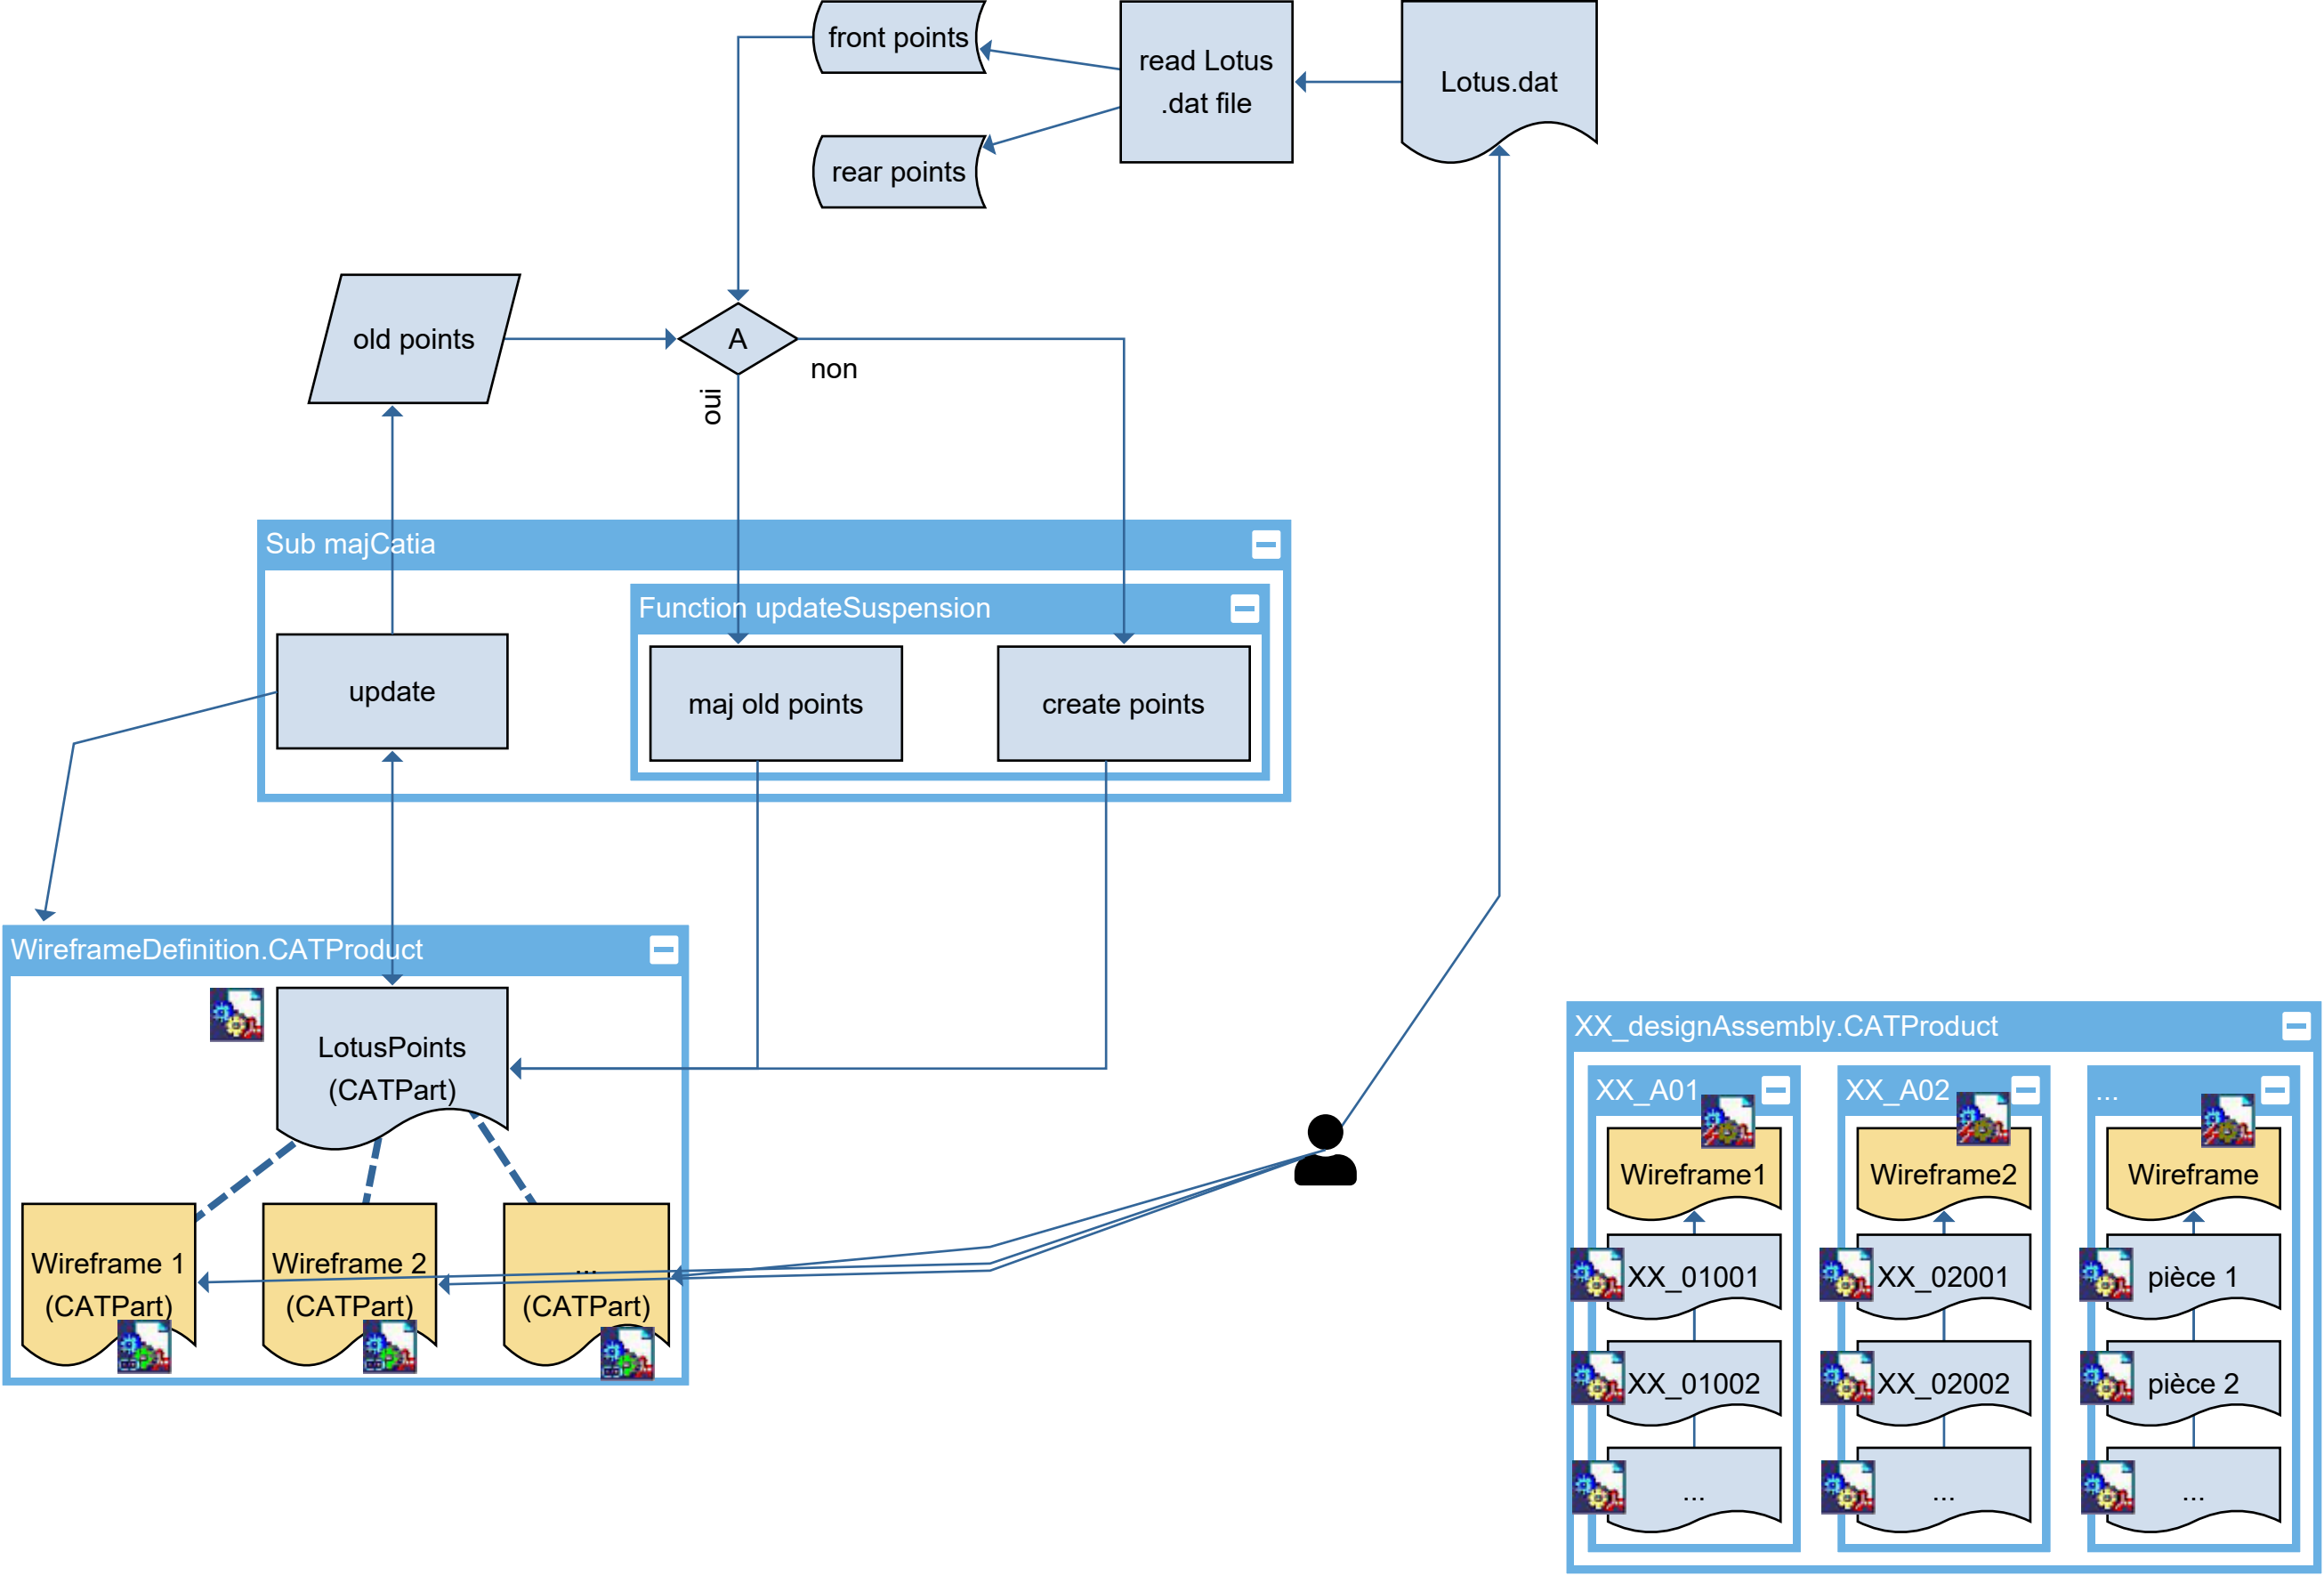 front points
read Lotus
.dat file
Lotus.dat
rear points
old points
A
non
oui
Sub majCatia
Function updateSuspension
update
maj old points
create points
WireframeDefinition.CATProduct
LotusPoints
(CATPart)
Wireframe 1
(CATPart)
Wireframe 2
(CATPart)
...
(CATPart)
XX_designAssembly.CATProduct
XX_A01
Wireframe1
XX_01001
XX_01002
...
XX_A02
Wireframe2
XX_02001
XX_02002
...
...
Wireframe
pièce 1
pièce 2
...